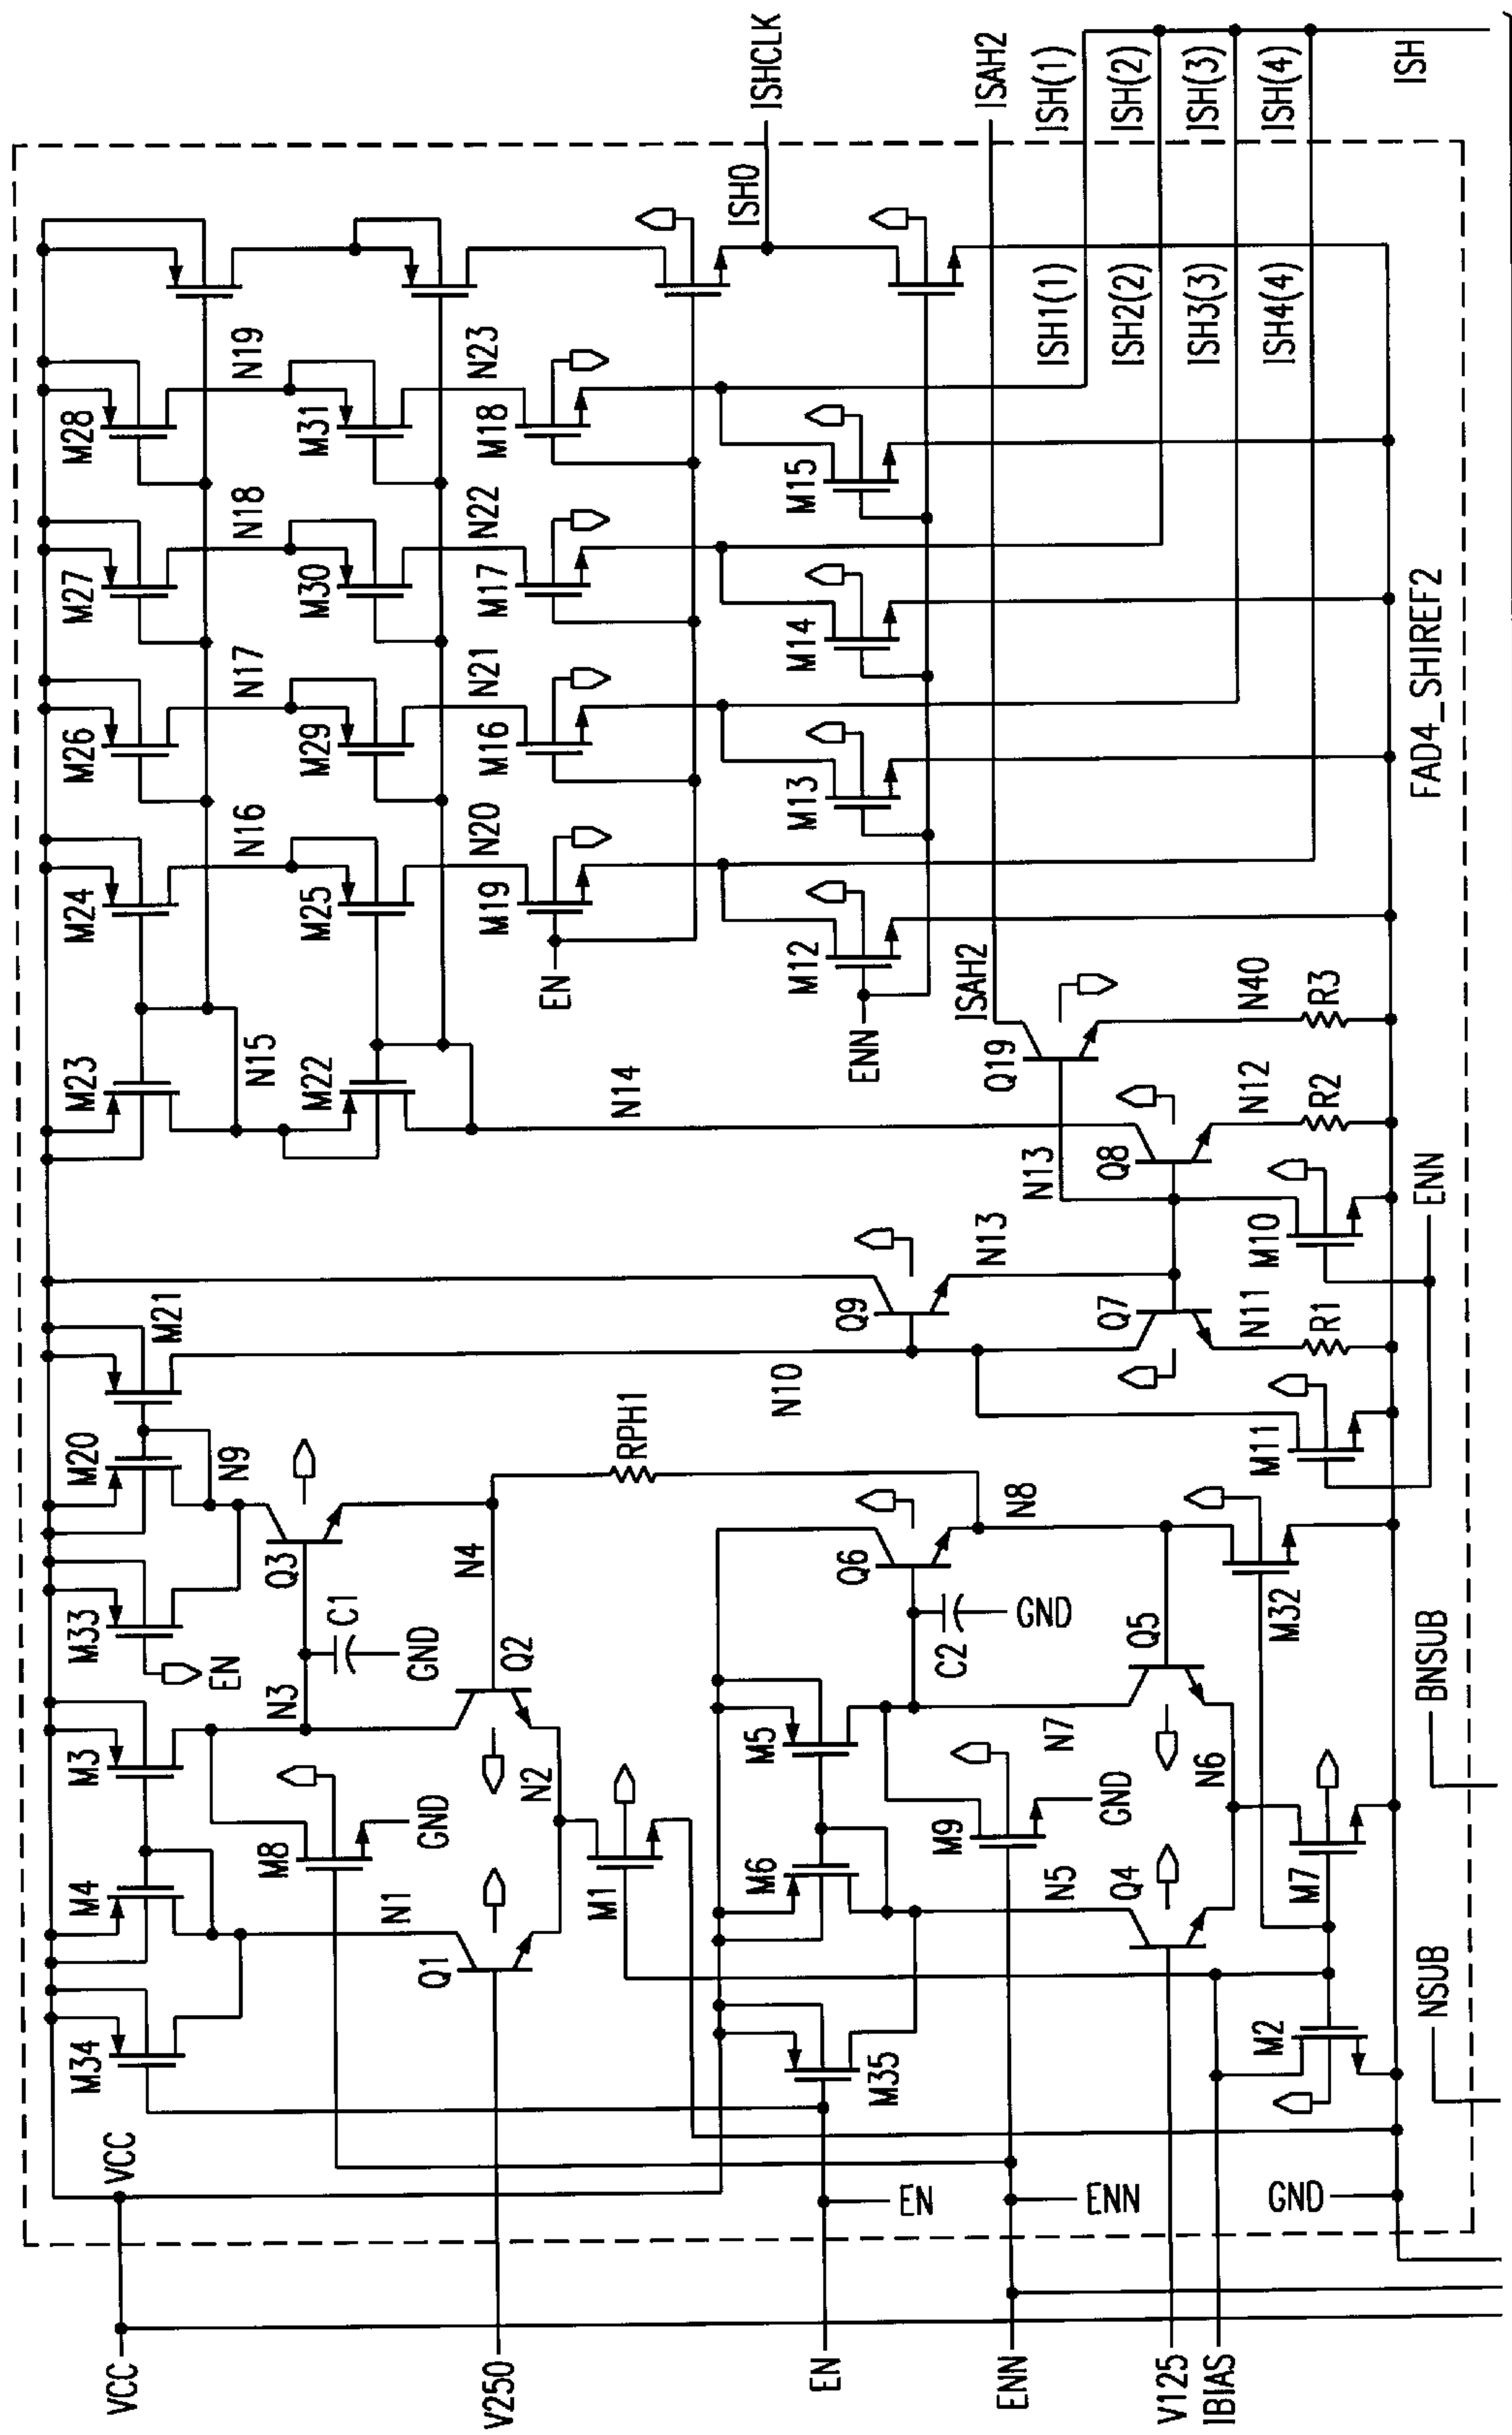 VCC
V250
EN
ENN
V125
IBIAS
VCC
EN
ENN
GND
NSUB
BNSUB
ENN
M34
M4
M3
M33
M20
M21
EN
N9
N3
C1
GND
Q3
N4
M8
GND
N1
Q1
Q2
N2
M1
RPH1
N10
M35
M6
M5
M9
GND
N5
N7
Q4
Q5
N6
C2
GND
Q6
N8
M2
M7
M32
M11
M10
Q9
N13
Q7
N11
R1
N13
Q8
N12
R2
Q19
N40
R3
ISAH2
N14
M23
M22
N15
M24
M25
N16
N20
M19
EN
M12
ENN
M26
N17
M29
N21
M16
M13
M27
N18
M30
N22
M17
M14
M28
N19
M31
N23
M18
M15
ISH0
ISHCLK
ISAH2
ISH1(1)
ISH(1)
ISH2(2)
ISH(2)
ISH3(3)
ISH(3)
ISH4(4)
ISH(4)
ISH
FAD4_SHIREF2